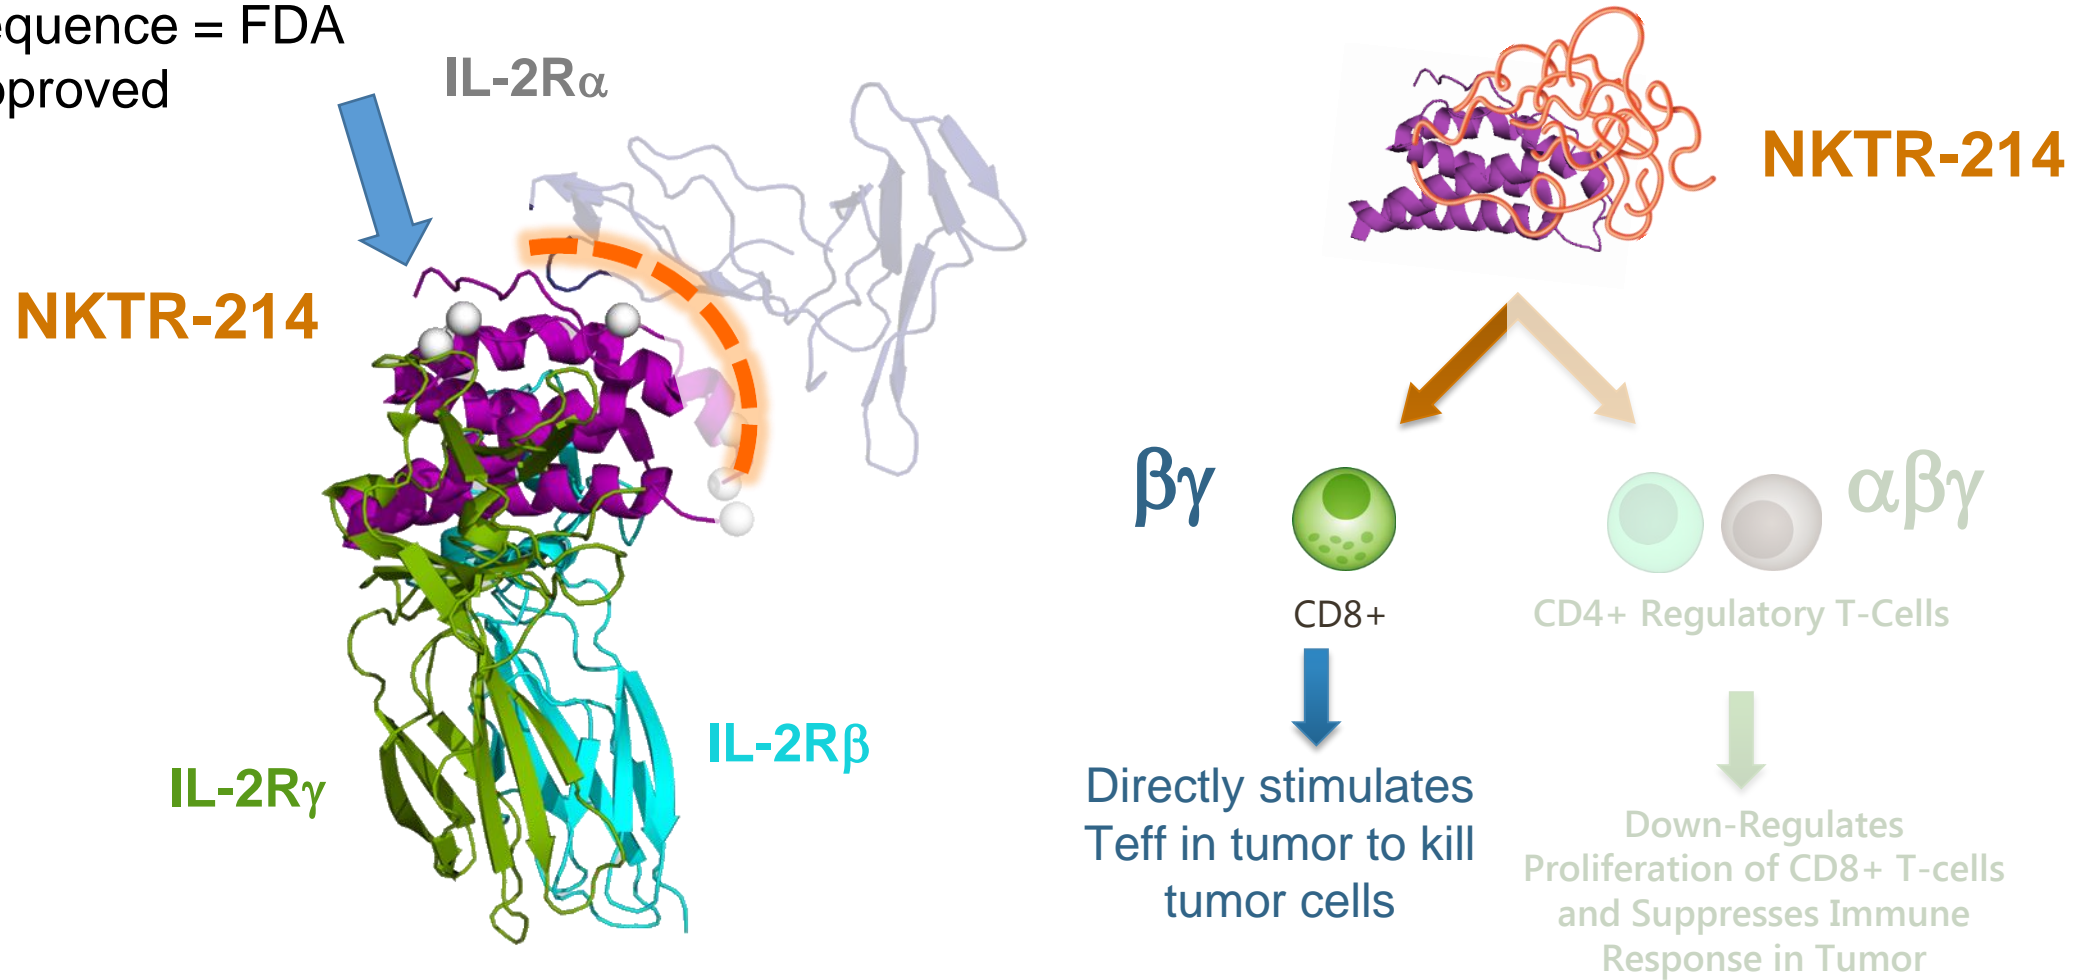 equence = FDA
pproved
IL-2Rα
NKTR-214
IL-2Rγ
IL-2Rβ
NKTR-214
βγ
αβγ
CD8+
CD4+ Regulatory T-Cells
Directly stimulates
Teff in tumor to kill
tumor cells
Down-Regulates
Proliferation of CD8+ T-cells
and Suppresses Immune
Response in Tumor